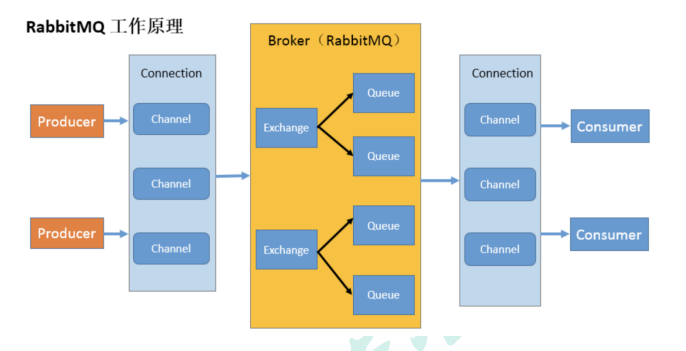 RabbitMQ 工作原理
Producer
Producer
Connection
Channel
Channel
Channel
Broker（RabbitMQ）
Exchange
Queue
Queue
Exchange
Queue
Queue
Connection
Channel
Channel
Channel
Consumer
Consumer